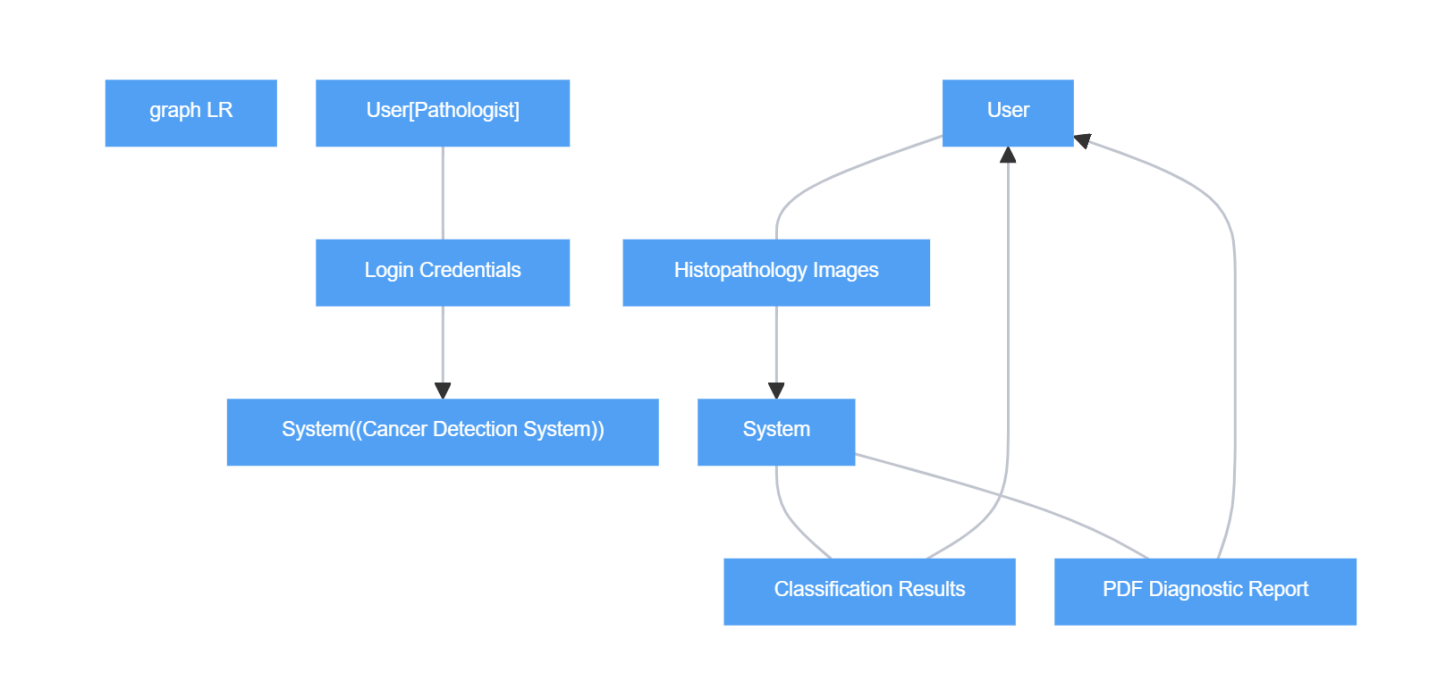 graph LR
User[Pathologist]
User
Login Credentials
Histopathology Images
System((Cancer Detection System))
System
Classification Results
PDF Diagnostic Report